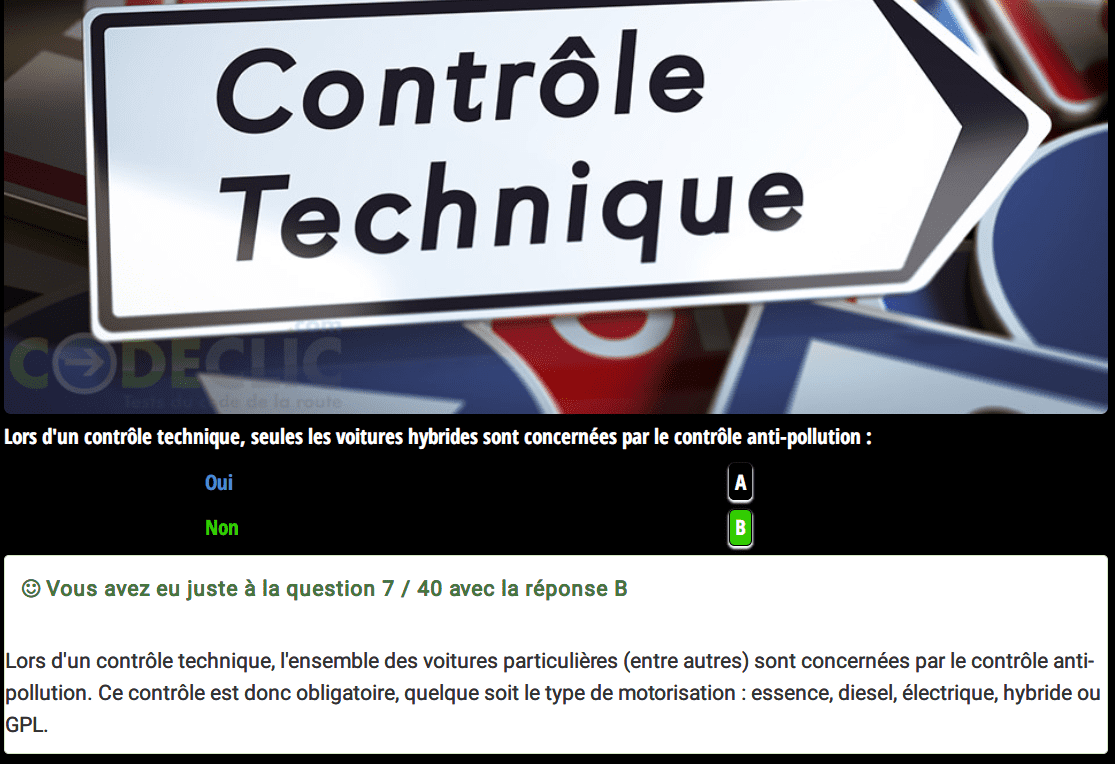 Contrôle
Technique
.com
CODECLIC
Tests du code de la route
Lors d'un contrôle technique, seules les voitures hybrides sont concernées par le contrôle anti-pollution :
Oui A
Non B
Vous avez eu juste à la question 7 / 40 avec la réponse B
Lors d'un contrôle technique, l'ensemble des voitures particulières (entre autres) sont concernées par le contrôle anti-
pollution. Ce contrôle est donc obligatoire, quelque soit le type de motorisation : essence, diesel, électrique, hybride ou
GPL.